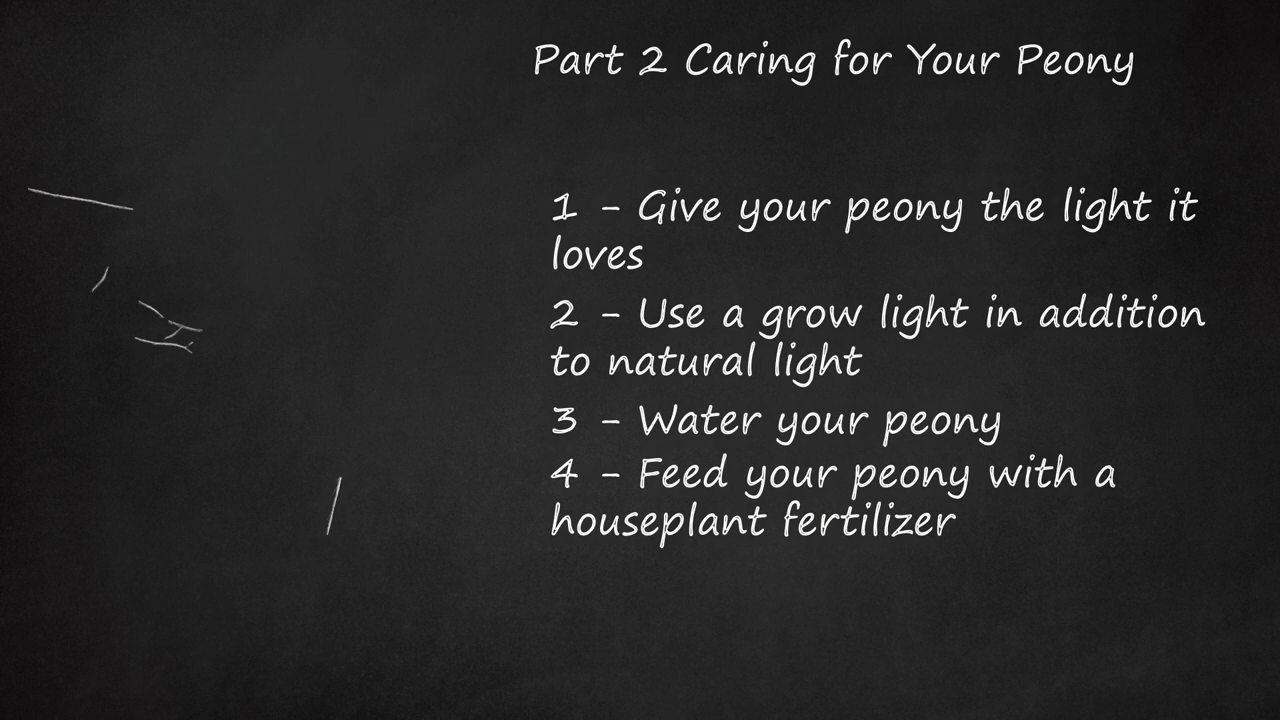 Part 2 Caring for Your Peony
1 - Give your peony the light it
loves
2 - Use a grow light in addition
to natural light
3 - Water your peony
4 - Feed your peony with a
houseplant fertilizer